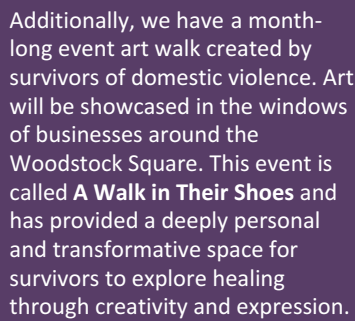 Additionally, we have a month-
long event art walk created by
survivors of domestic violence. Art
will be showcased in the windows
of businesses around the
Woodstock Square. This event is
called A Walk in Their Shoes and
has provided a deeply personal
and transformative space for
survivors to explore healing
through creativity and expression.